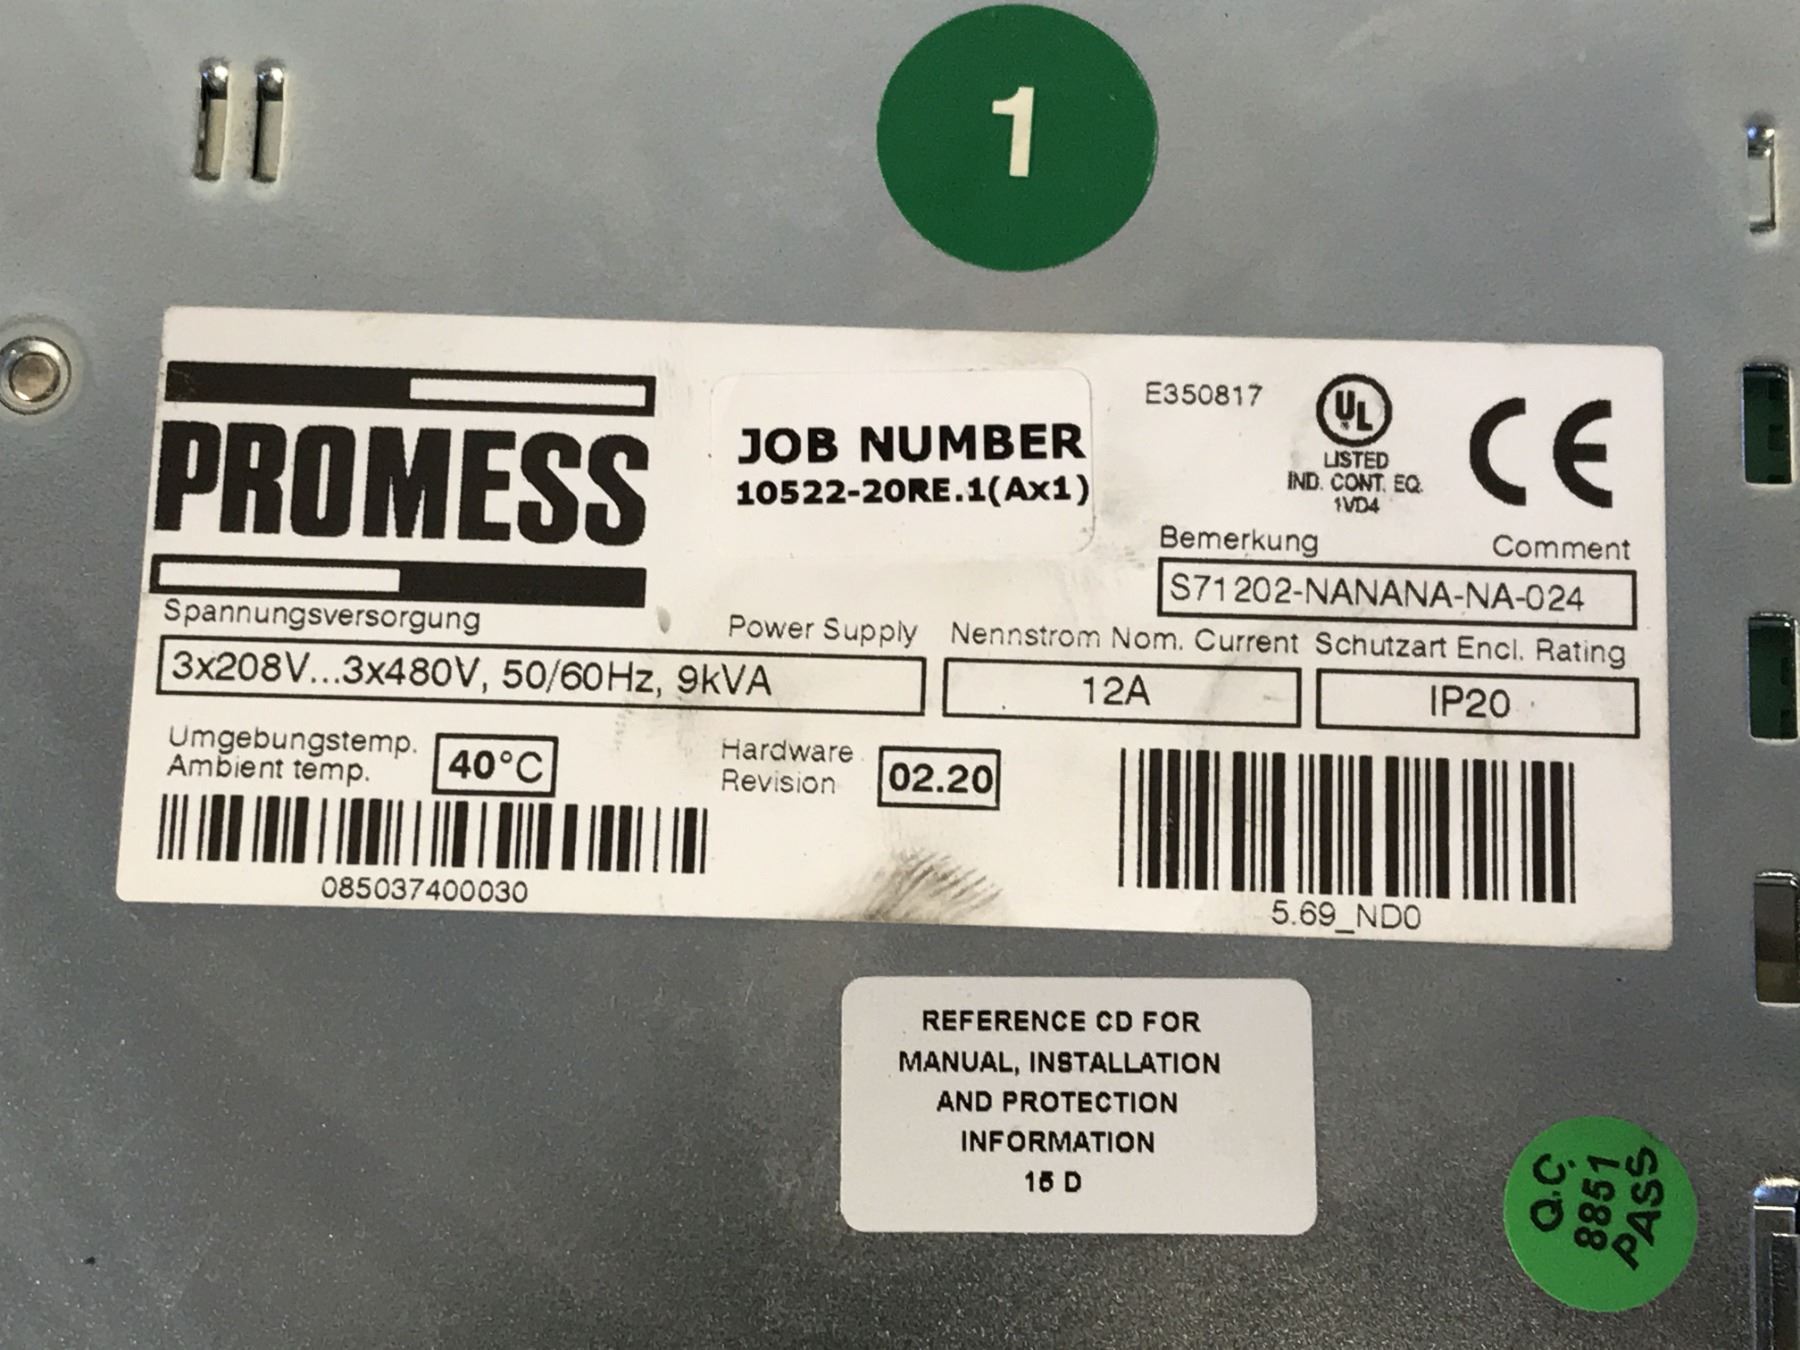 1
PROMESS
JOB NUMBER
10522-20RE.1(Ax1)
E350817
UL
LISTED
IND. CONT. EQ.
1VD4
CE
Bemerkung Comment
S71202-NANANA-NA-024
Spannungsversorgung Power Supply Nennstrom Nom. Current Schutzart Encl. Rating
3x208V...3x480V, 50/60Hz, 9kVA 12A IP20
Umgebungstemp.
Ambient temp.
40°C
Hardware
Revision
02.20
085037400030
5.69_ND0
REFERENCE CD FOR
MANUAL, INSTALLATION
AND PROTECTION
INFORMATION
D
Q.C.
8851
PASS